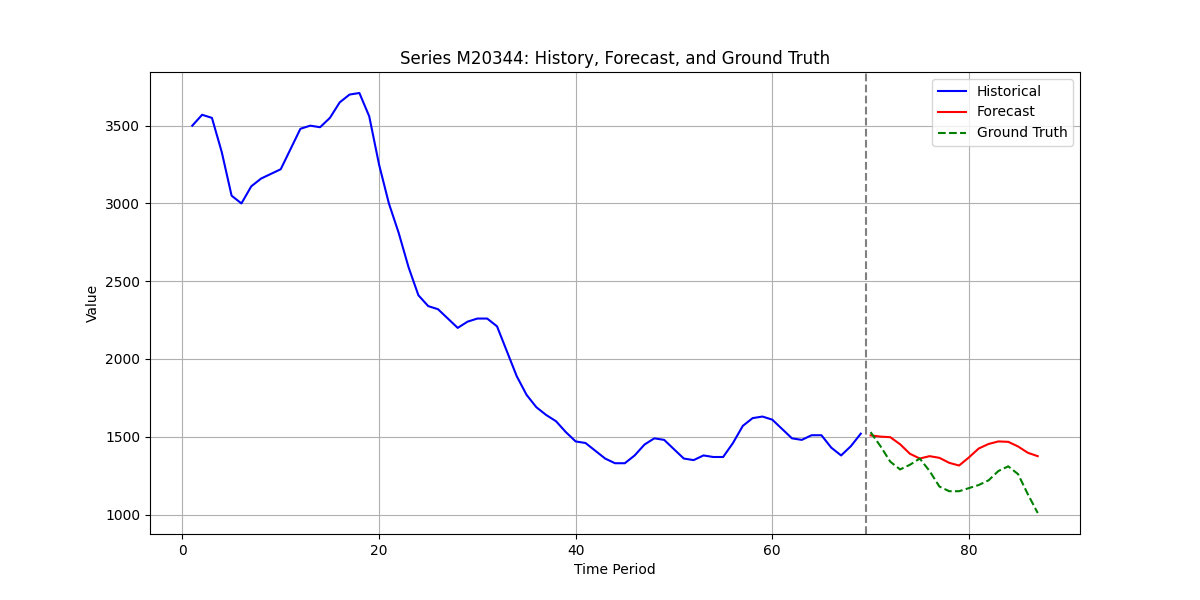 Series M20344: History, Forecast, and Ground Truth
Historical
Forecast
Ground Truth
Value
3500
3000
2500
2000
1500
1000
0
20
40
60
80
Time Period